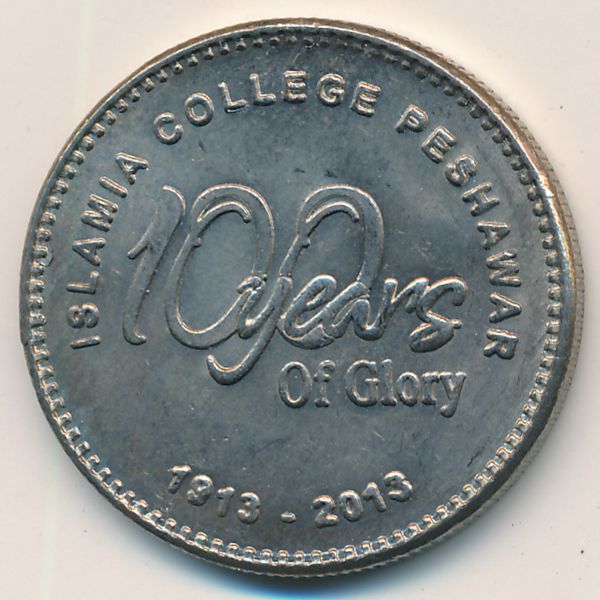 ISLAMIA COLLEGE PESHAWAR
100 years
Of Glory
1913 - 2013